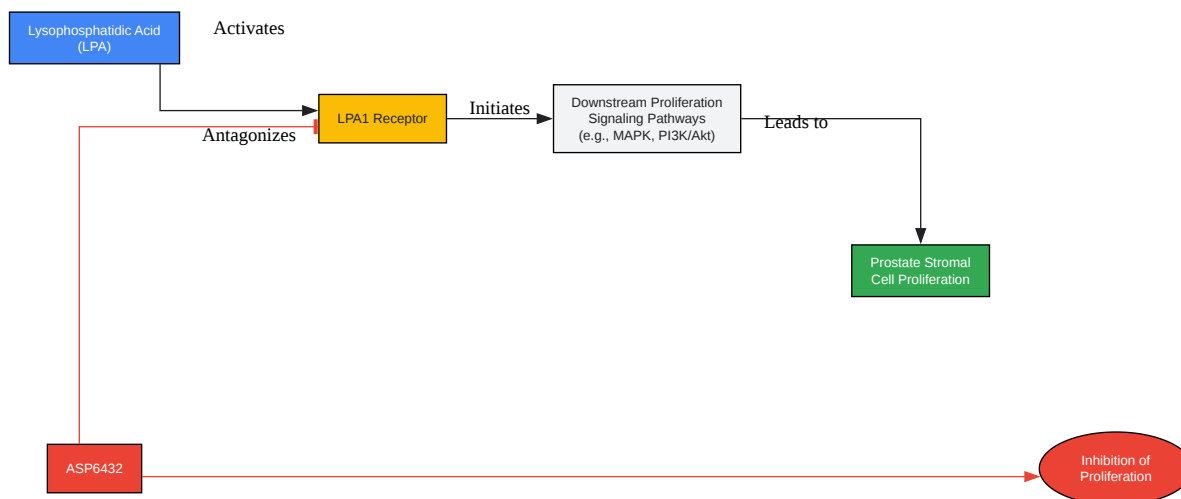 Lysophosphatidic Acid
(LPA)
Activates
LPA1 Receptor
Antagonizes
Initiates
Downstream Proliferation
Signaling Pathways
(e.g., MAPK, PI3K/Akt)
Leads to
Prostate Stromal
Cell Proliferation
ASP6432
Inhibition of
Proliferation